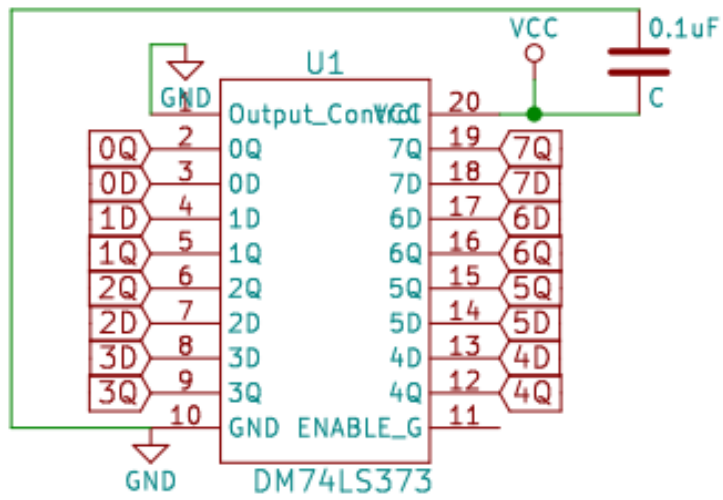 VCC 0.1uF
U1
GND C
1 Output_Control VCC 20
0Q 2 0Q 7Q 19 7Q
0D 3 0D 7D 18 7D
1D 4 1D 6D 17 6D
1Q 5 1Q 6Q 16 6Q
2Q 6 2Q 5Q 15 5Q
2D 7 2D 5D 14 5D
3D 8 3D 4D 13 4D
3Q 9 3Q 4Q 12 4Q
10 GND ENABLE_G 11
GND DM74LS373